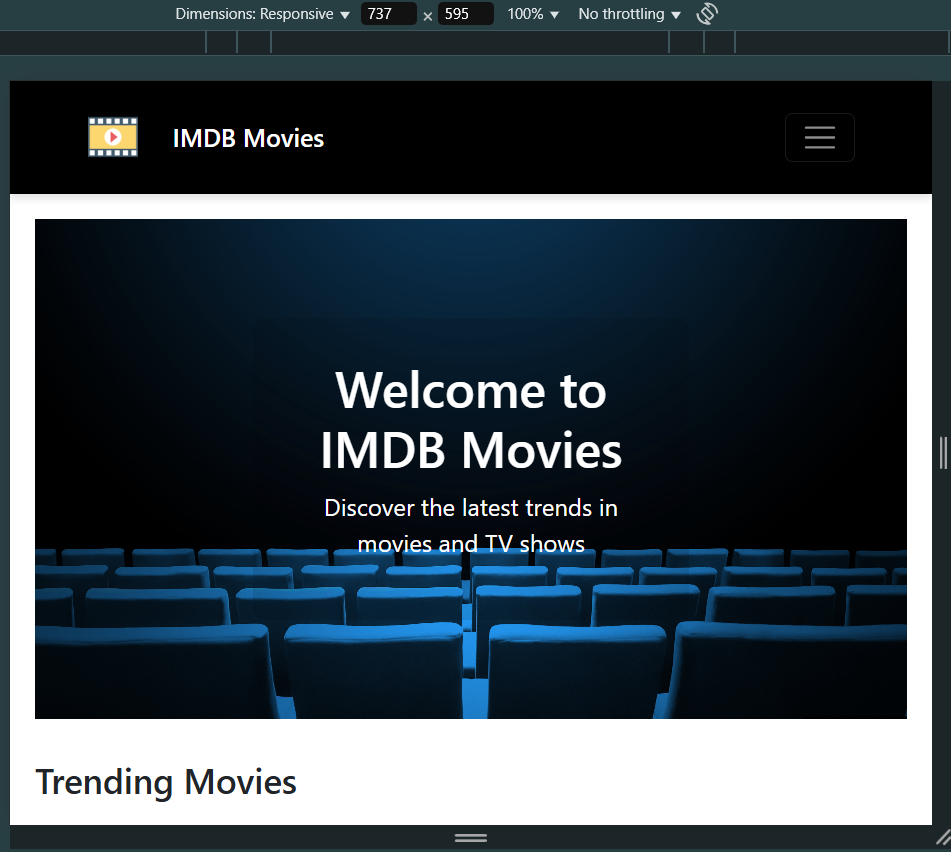 Dimensions: Responsive 737 × 595 100% No throttling
IMDB Movies
Welcome to
IMDB Movies
Discover the latest trends in
movies and TV shows
Trending Movies